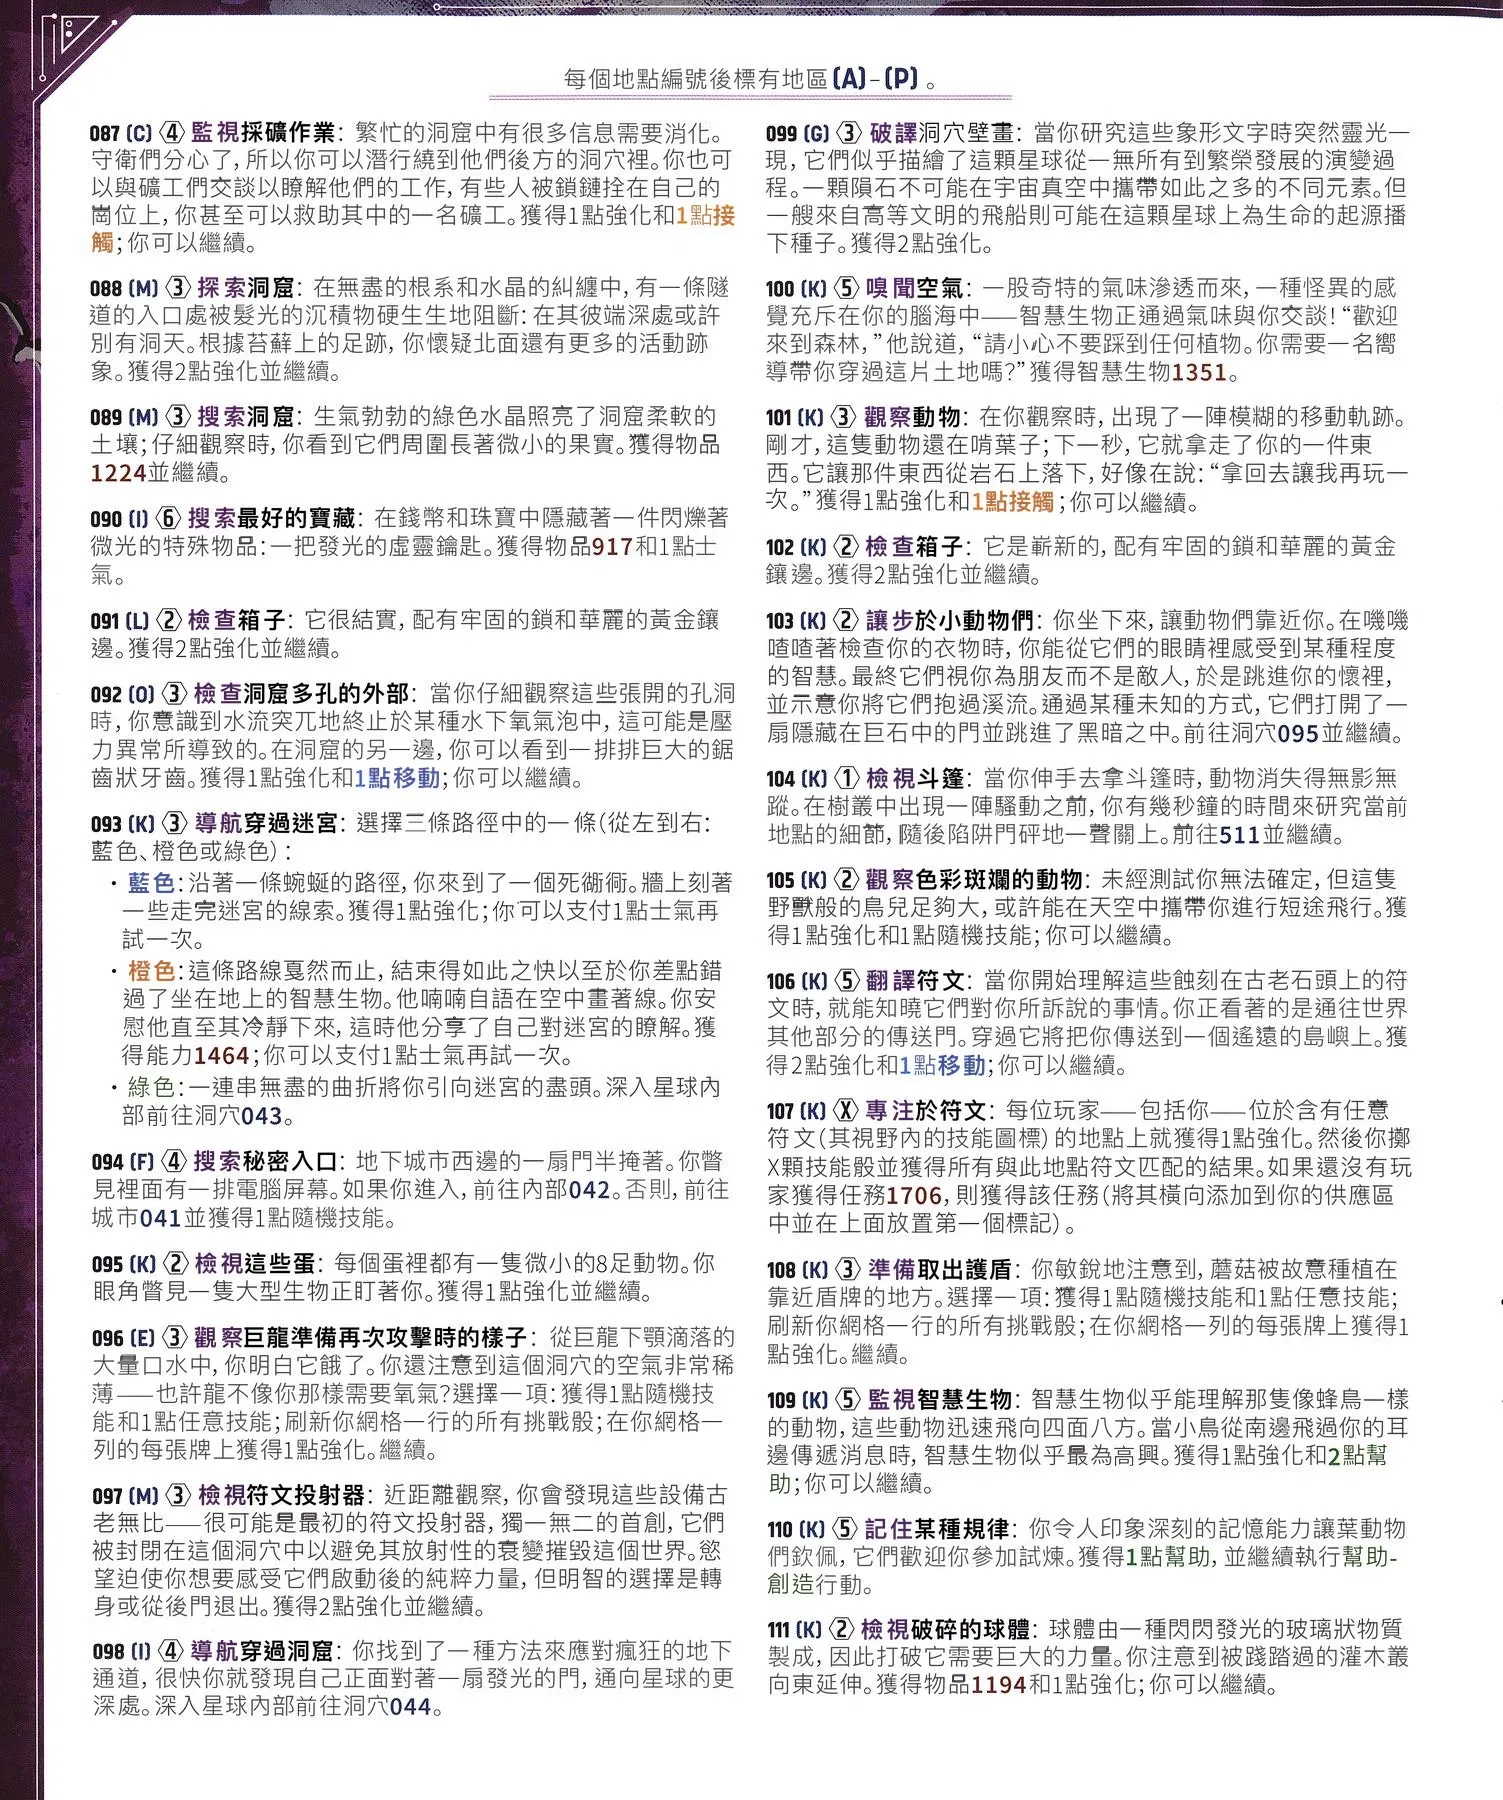 每個地點編號後標有地區(A)-(P)。
087 (C) 4 監視採礦作業：繁忙的洞窟中有很多信息需要消化。
守衛們分心了，所以你可以潛行繞到他們後方的洞穴裡。你也可
以與礦工們交談以瞭解他們的工作，有些人被鎖鏈拴在自己的
崗位上，你甚至可以救助其中的一名礦工。獲得1點強化和1點接
觸；你可以繼續。
088 (M) 3 探索洞窟：在無盡的根系和水晶的糾纏中，有一條隧
道的入口處被髮光的沉積物硬生生地阻斷：在其彼端深處或許
別有洞天。根據苔蘚上的足跡，你懷疑北面還有更多的活動跡
象。獲得2點強化並繼續。
089 (M) 3 搜索洞窟：生氣勃勃的綠色水晶照亮了洞窟柔軟的
土壤；仔細觀察時，你看到它們周圍長著微小的果實。獲得物品
1224並繼續。
090 (I) 6 搜索最好的寶藏：在錢幣和珠寶中隱藏著一件閃爍著
微光的特殊物品：一把發光的虛靈鑰匙。獲得物品917和1點士
氣。
091 (L) 2 檢查箱子：它很結實，配有牢固的鎖和華麗的黃金鑲
邊。獲得2點強化並繼續。
092 (O) 3 檢查洞窟多孔的外部：當你仔細觀察這些張開的孔洞
時，你意識到水流突兀地終止於某種水下氧氣泡中，這可能是壓
力異常所導致的。在洞窟的另一邊，你可以看到一排排巨大的鋸
齒狀牙齒。獲得1點強化和1點移動；你可以繼續。
093 (K) 3 導航穿過迷宮：選擇三條路徑中的一條（從左到右：
藍色、橙色或綠色）：
・藍色：沿著一條蜿蜒的路徑，你來到了一個死衚衕。牆上刻著
一些走完迷宮的線索。獲得1點強化；你可以支付1點士氣再
試一次。
・橙色：這條路線戛然而止，結束得如此之快以至於你差點錯
過了坐在地上的智慧生物。他喃喃自語在空中畫著線。你安
慰他直至其冷靜下來，這時他分享了自己對迷宮的瞭解。獲
得能力1464；你可以支付1點士氣再試一次。
・綠色：一連串無盡的曲折將你引向迷宮的盡頭。深入星球內
部前往洞穴043。
094 (F) 4 搜索秘密入口：地下城市西邊的一扇門半掩著。你瞥
見裡面有一排電腦屏幕。如果你進入，前往內部042。否則，前往
城市041並獲得1點隨機技能。
095 (K) 2 檢視這些蛋：每個蛋裡都有一隻微小的8足動物。你
眼角瞥見一隻大型生物正盯著你。獲得1點強化並繼續。
096 (E) 3 觀察巨龍準備再次攻擊時的樣子：從巨龍下顎滴落的
大量口水中，你明白它餓了。你還注意到這個洞穴的空氣非常稀
薄——也許龍不像你那樣需要氧氣？選擇一項：獲得1點隨機技
能和1點任意技能；刷新你網格一行的所有挑戰骰；在你網格一
列的每張牌上獲得1點強化。繼續。
097 (M) 3 檢視符文投射器：近距離觀察，你會發現這些設備古
老無比——很可能是最初的符文投射器，獨一無二的首創，它們
被封閉在這個洞穴中以避免其放射性的衰變摧毀這個世界。慾
望迫使你想要感受它們啟動後的純粹力量，但明智的選擇是轉
身或從後門退出。獲得2點強化並繼續。
098 (I) 4 導航穿過洞窟：你找到了一種方法來應對瘋狂的地下
通道，很快你就發現自己正面對著一扇發光的門，通向星球的更
深處。深入星球內部前往洞穴044。
099 (G) 3 破譯洞穴壁畫：當你研究這些象形文字時突然靈光一
現，它們似乎描繪了這顆星球從一無所有到繁榮發展的演變過
程。一顆隕石不可能在宇宙真空中攜帶如此之多的不同元素。但
一艘來自高等文明的飛船則可能在這顆星球上為生命的起源播
下種子。獲得2點強化。
100 (K) 5 嗅聞空氣：一股奇特的氣味滲透而來，一種怪異的感
覺充斥在你的腦海中——智慧生物正通過氣味與你交談！“歡迎
來到森林，”他說道，“請小心不要踩到任何植物。你需要一名嚮
導帶你穿過這片土地嗎？”獲得智慧生物1351。
101 (K) 3 觀察動物：在你觀察時，出現了一陣模糊的移動軌跡。
剛才，這隻動物還在啃葉子；下一秒，它就拿走了你的一件東
西。它讓那件東西從岩石上落下，好像在說：“拿回去讓我再玩一
次。”獲得1點強化和1點接觸；你可以繼續。
102 (K) 2 檢查箱子：它是嶄新的，配有牢固的鎖和華麗的黃金
鑲邊。獲得2點強化並繼續。
103 (K) 2 讓步於小動物們：你坐下來，讓動物們靠近你。在嘰嘰
喳喳著檢查你的衣物時，你能從它們的眼睛裡感受到某種程度
的智慧。最終它們視你為朋友而不是敵人，於是跳進你的懷裡，
並示意你將它們抱過溪流。通過某種未知的方式，它們打開了一
扇隱藏在巨石中的門並跳進了黑暗之中。前往洞穴095並繼續。
104 (K) 1 檢視斗篷：當你伸手去拿斗篷時，動物消失得無影無
蹤。在樹叢中出現一陣騷動之前，你有幾秒鐘的時間來研究當前
地點的細節，隨後陷阱門砰地一聲關上。前往511並繼續。
105 (K) 2 觀察色彩斑斕的動物：未經測試你無法確定，但這隻
野獸般的鳥兒足夠大，或許能在天空中攜帶你進行短途飛行。獲
得1點強化和1點隨機技能；你可以繼續。
106 (K) 5 翻譯符文：當你開始理解這些蝕刻在古老石頭上的符
文時，就能知曉它們對你所訴說的事情。你正看著的是通往世界
其他部分的傳送門。穿過它將把你傳送到一個遙遠的島嶼上。獲
得2點強化和1點移動；你可以繼續。
107 (K) X 專注於符文：每位玩家——包括你——位於含有任意
符文（其視野內的技能圖標）的地點上就獲得1點強化。然後你擲
X顆技能骰並獲得所有與此地點符文匹配的結果。如果還沒有玩
家獲得任務1706，則獲得該任務（將其橫向添加到你的供應區
中並在上面放置第一個標記）。
108 (K) 3 準備取出護盾：你敏銳地注意到，蘑菇被故意種植在
靠近盾牌的地方。選擇一項：獲得1點隨機技能和1點任意技能；
刷新你網格一行的所有挑戰骰；在你網格一列的每張牌上獲得1
點強化。繼續。
109 (K) 5 監視智慧生物：智慧生物似乎能理解那隻像蜂鳥一樣
的動物，這些動物迅速飛向四面八方。當小鳥從南邊飛過你的耳
邊傳遞消息時，智慧生物似乎最為高興。獲得1點強化和2點幫
助；你可以繼續。
110 (K) 5 記住某種規律：你令人印象深刻的記憶能力讓葉動物
們欽佩，它們歡迎你參加試煉。獲得1點幫助，並繼續執行幫助-
創造行動。
111 (K) 2 檢視破碎的球體：球體由一種閃閃發光的玻璃狀物質
製成，因此打破它需要巨大的力量。你注意到被踐踏過的灌木叢
向東延伸。獲得物品1194和1點強化；你可以繼續。